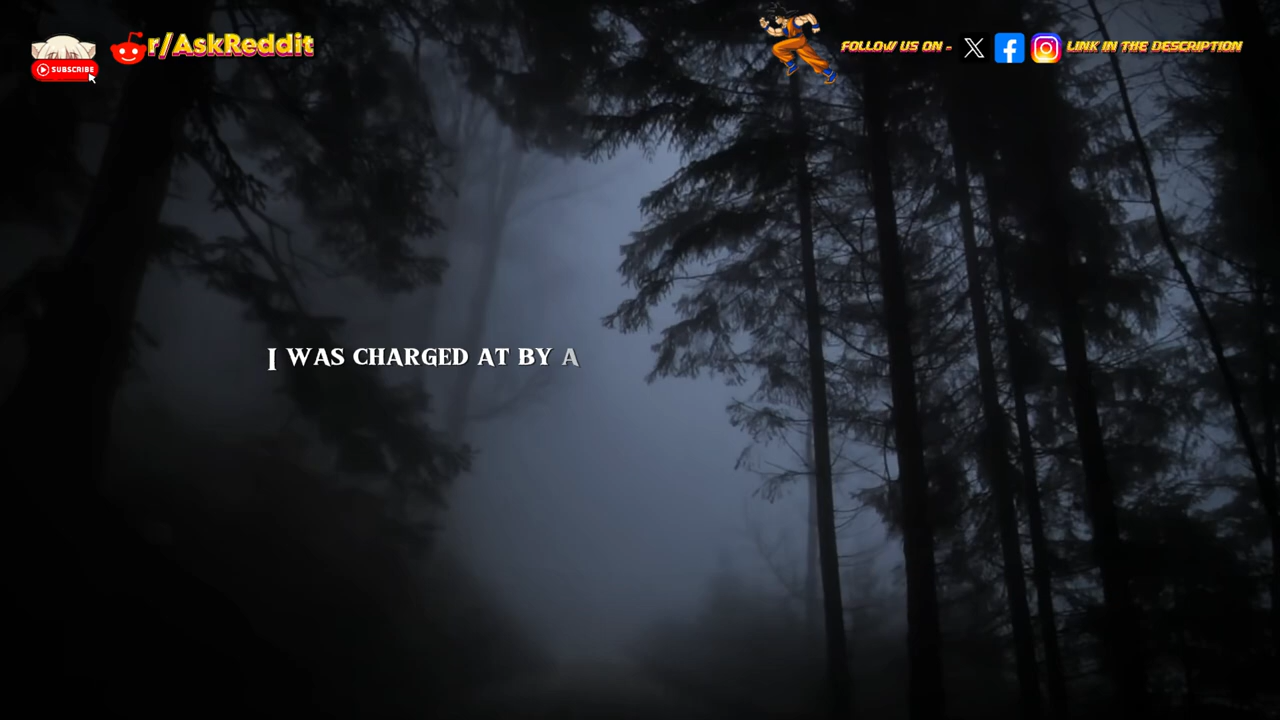 r/AskReddit
SUBSCRIBE
FOLLOW US ON -
LINK IN THE DESCRIPTION
I WAS CHARGED AT BY A